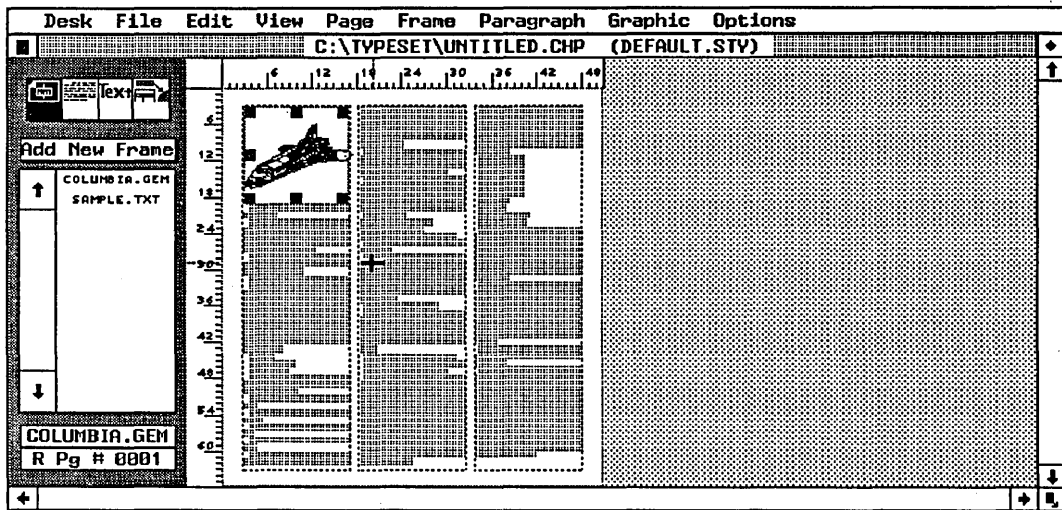 Desk File Edit View Page Frame Paragraph Graphic Options
C:\TYPESET\UNTITLED.CHP (DEFAULT.STY)
6 12 18 24 30 36 42 48
Text
Add New Frame
COLUMBIA.GEM
SAMPLE.TXT
6
12
18
24
30
36
42
48
54
60
COLUMBIA.GEM
R Pg # 0001